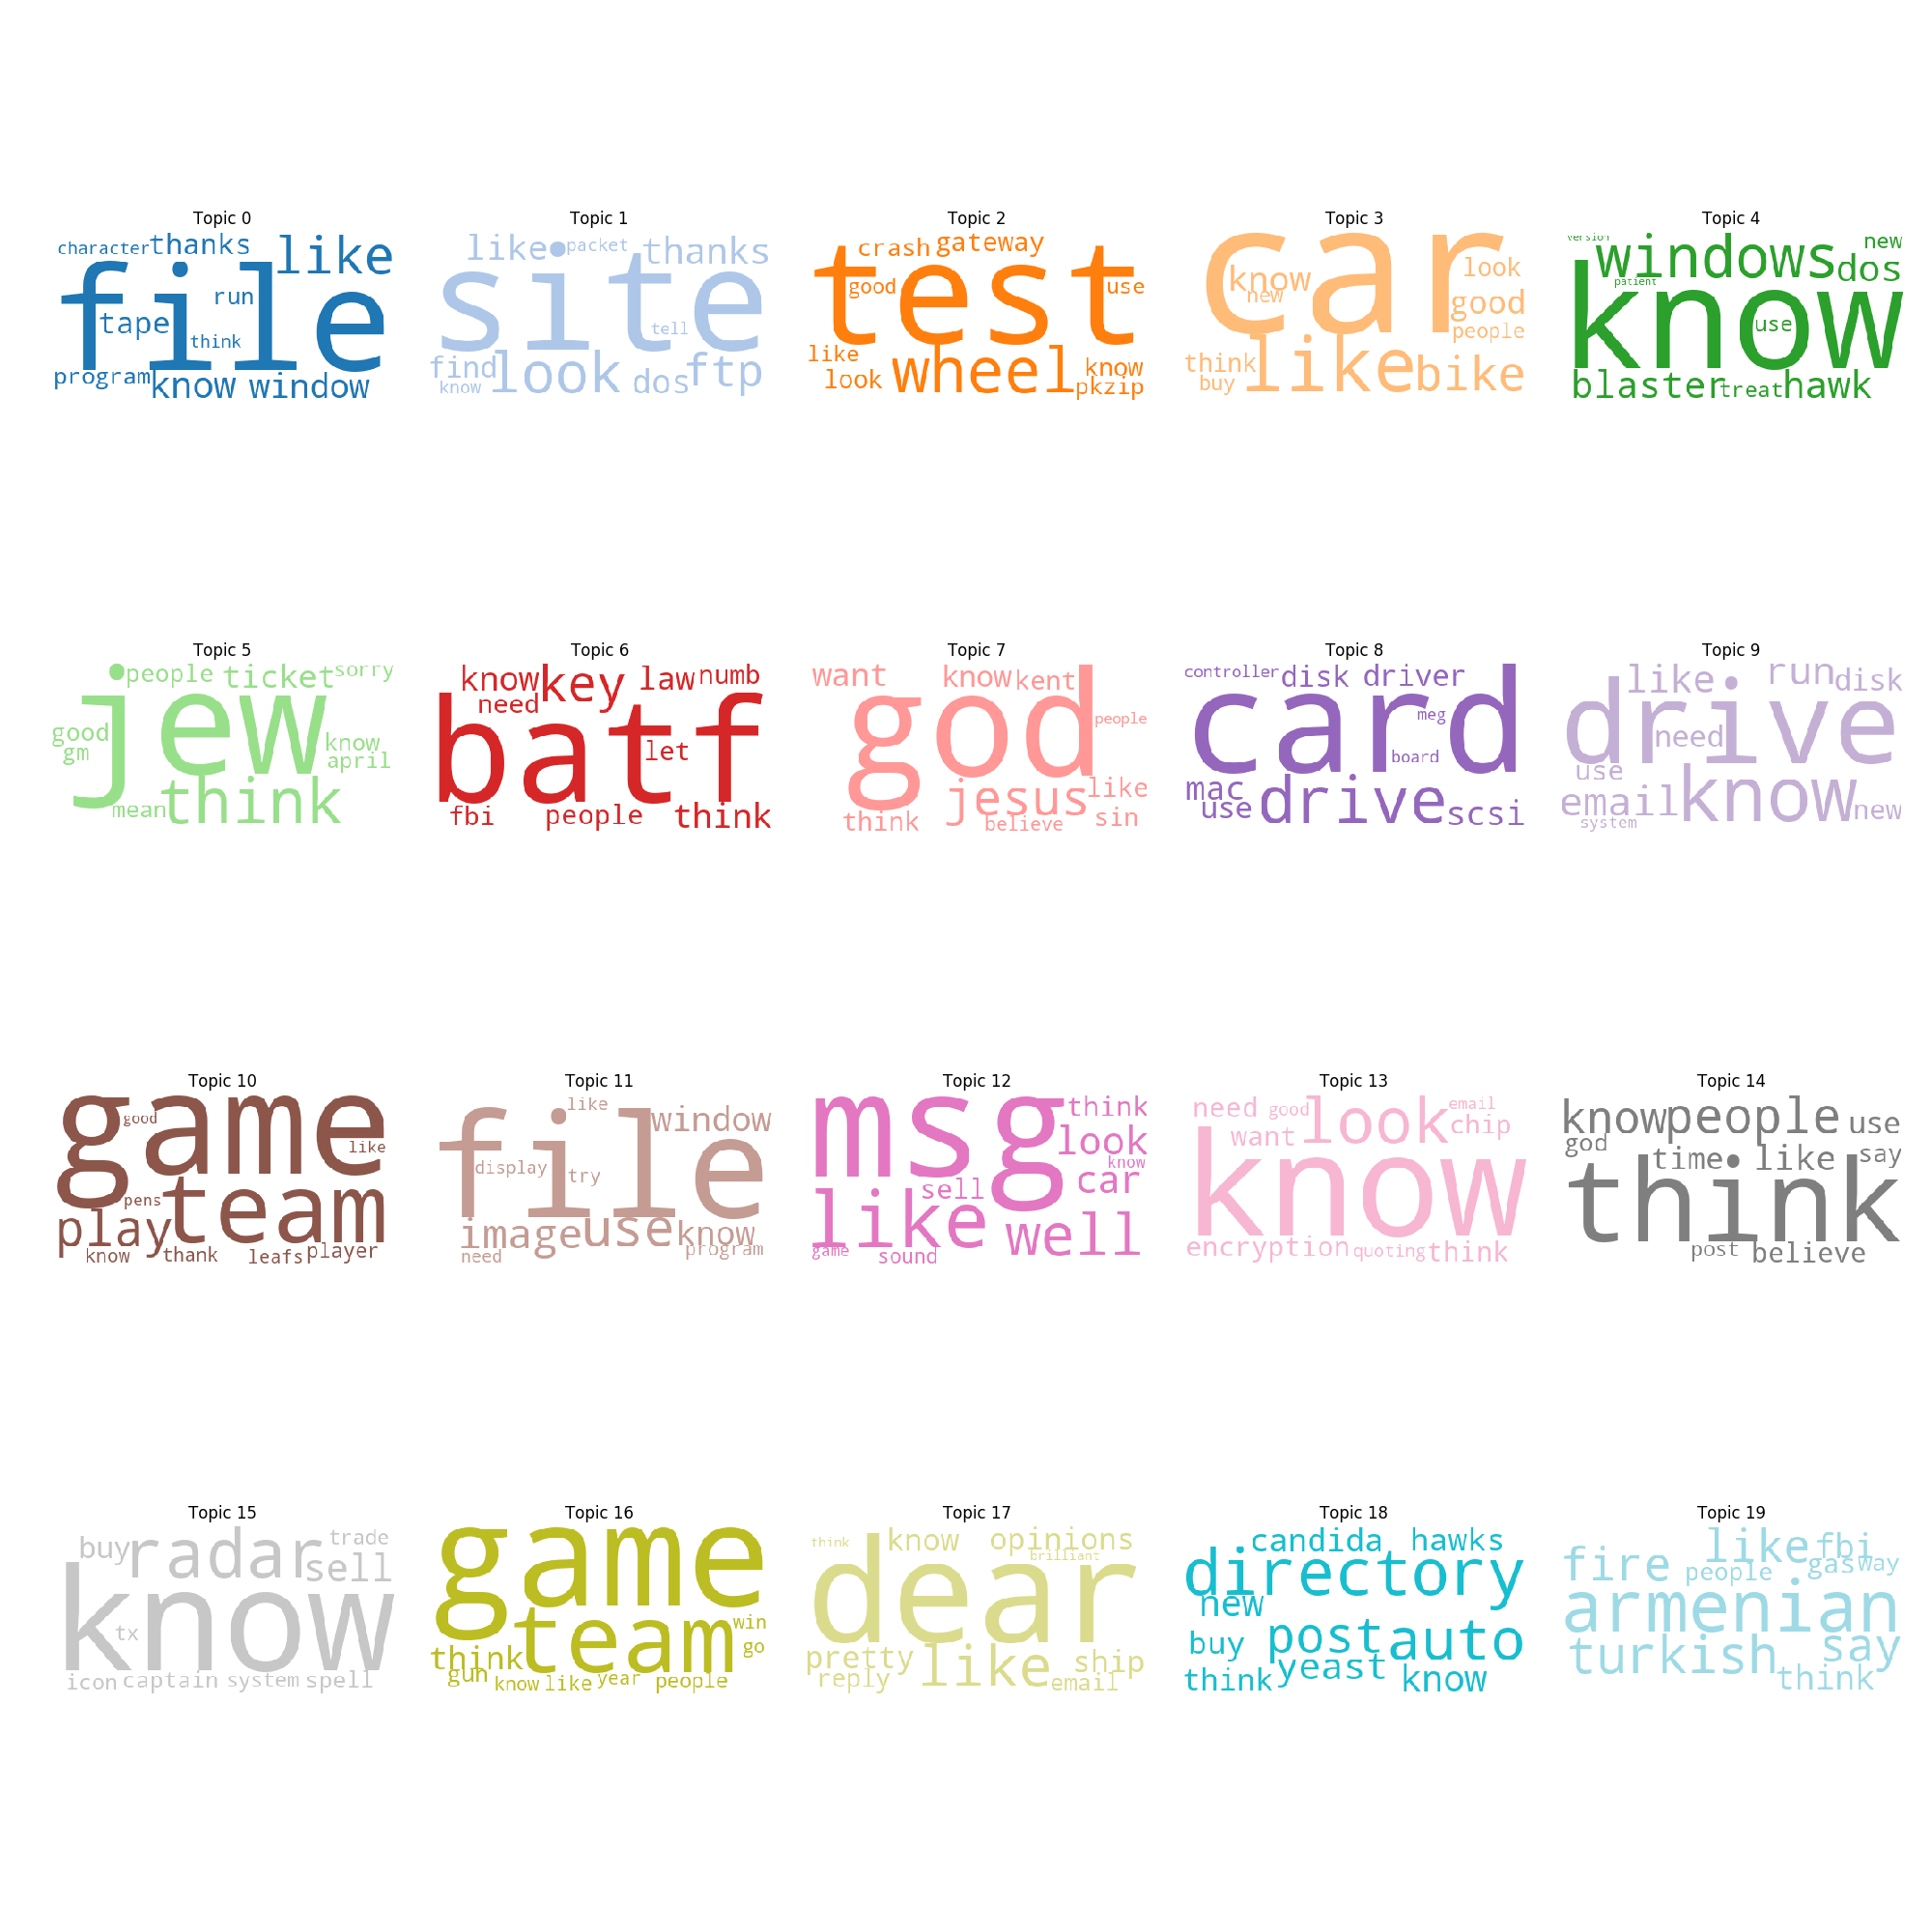 Topic 0
character thanks like
file
run
tape
think
program know window
Topic 1
like packet thanks
site
tell
find look dos ftp
know
Topic 2
crash gateway
test
good use
like wheel know
look pkzip
Topic 3
car
know look
new good
people
think like bike
buy
Topic 4
version windows new
dos
patient
know
use
blaster treat hawk
Topic 5
people ticket sorry
jew
good know
gm april
mean think
Topic 6
know key law numb
need
batf
let
fbi people think
Topic 7
want know kent
god people
jesus like
think believe sin
Topic 8
controller disk driver
card
meg
board
mac drive scsi
use
Topic 9
like run disk
drive
need
use
email know new
system
Topic 10
game
good
like
pens team
play
know thank leafs player
Topic 11
like window
file
display try
image use know
need program
Topic 12
msg think
look
know
sell car
like well
game sound
Topic 13
need good look email
want chip
know
encryption quoting think
Topic 14
know people use
god time like say
think
post believe
Topic 15
buy radar trade
sell
know
tx
icon captain system spell
Topic 16
game
team win
think go
gun know like year people
Topic 17
think know opinions
brilliant
dear
pretty like ship
reply email
Topic 18
candida hawks
directory
new
buy post auto
think yeast know
Topic 19
like fbi
fire people gas way
armenian
turkish say
think